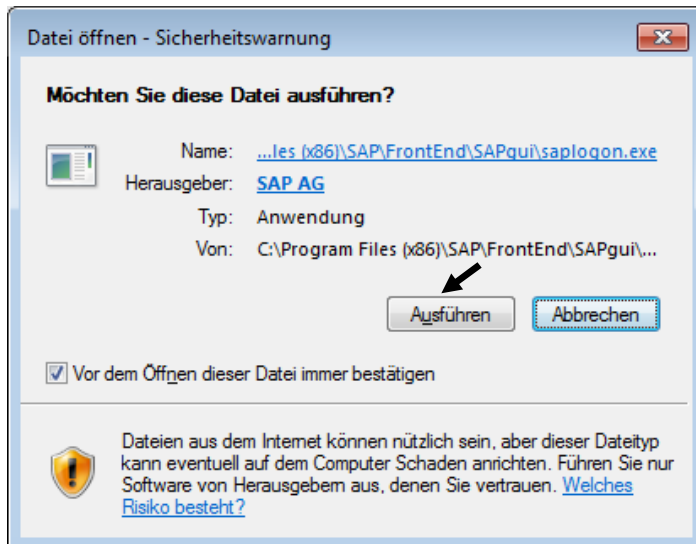 Datei öffnen - Sicherheitswarnung
Möchten Sie diese Datei ausführen?
Name: ...les (x86)\SAP\FrontEnd\SAPgui\saplogon.exe
Herausgeber: SAP AG
Typ: Anwendung
Von: C:\Program Files (x86)\SAP\FrontEnd\SAPgui\...
Ausführen Abbrechen
Vor dem Öffnen dieser Datei immer bestätigen
Dateien aus dem Internet können nützlich sein, aber dieser Dateityp
kann eventuell auf dem Computer Schaden anrichten. Führen Sie nur
Software von Herausgebern aus, denen Sie vertrauen. Welches
Risiko besteht?